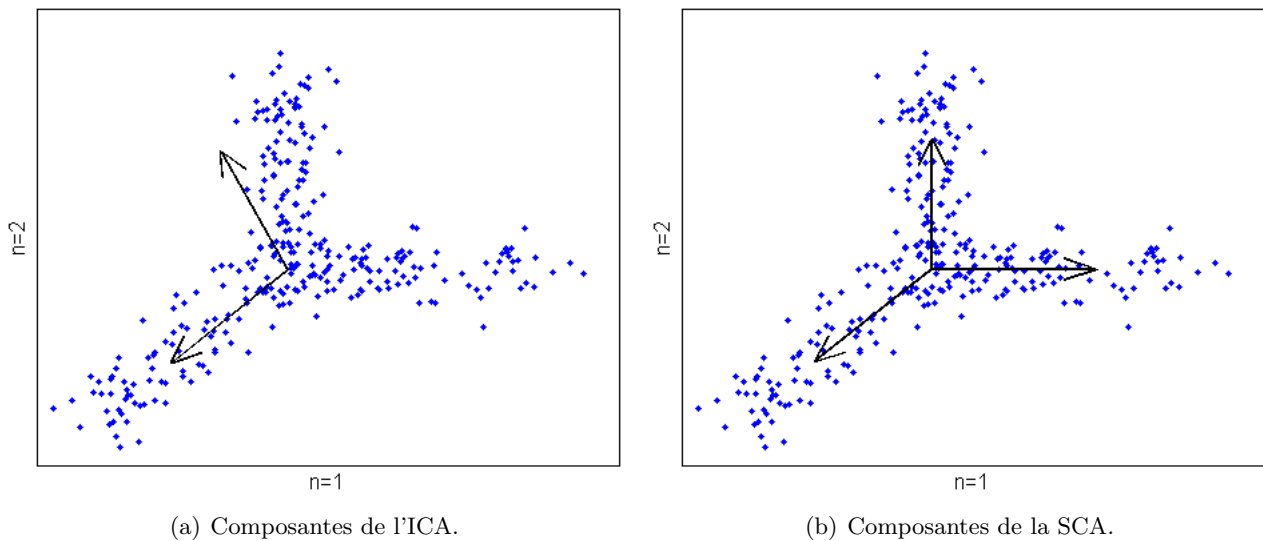 n=2
n=1
(a) Composantes de l'ICA.
n=2
n=1
(b) Composantes de la SCA.